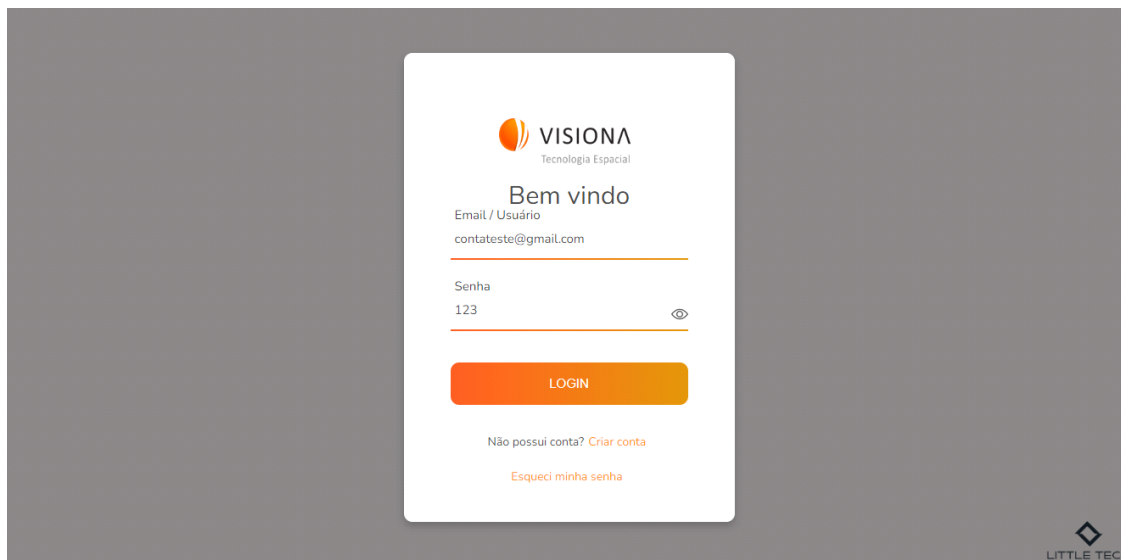 VISIONA
Tecnologia Espacial
Bem vindo
Email / Usuário
contateste@gmail.com
Senha
123
LOGIN
Não possui conta? Criar conta
Esqueci minha senha
LITTLE TEC